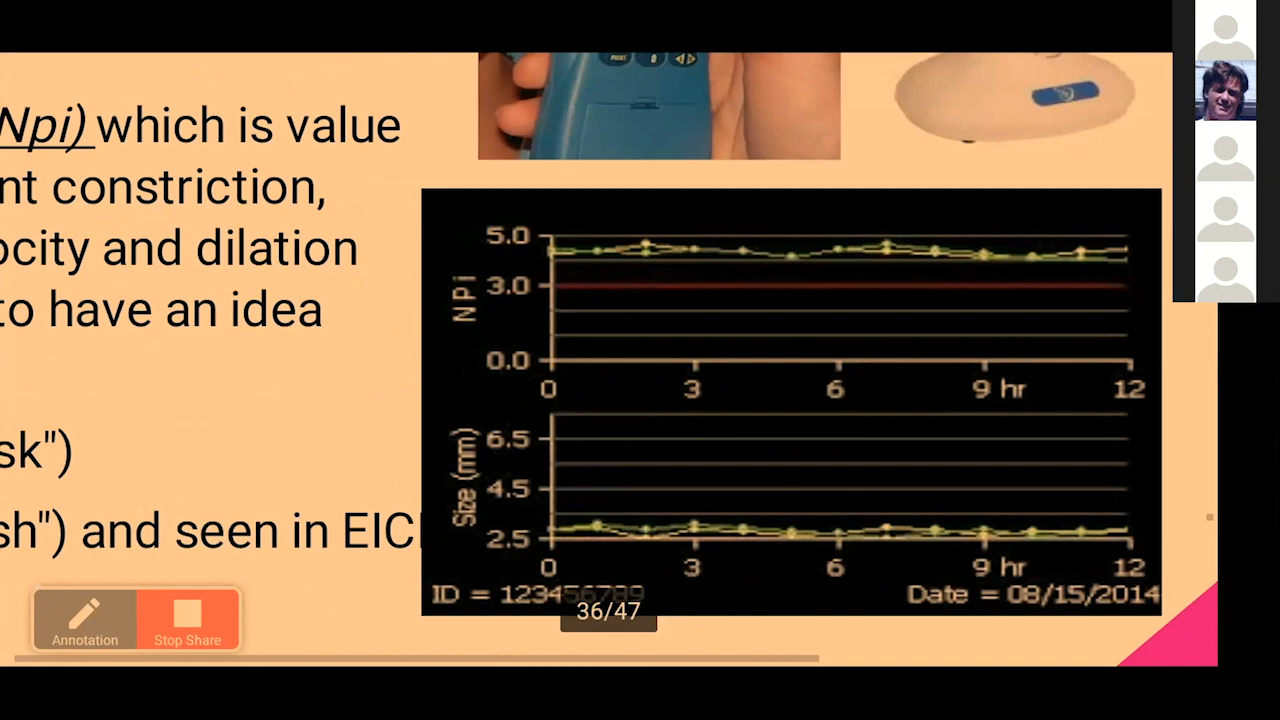 PRINT
Npi) which is value
nt constriction,
ocity and dilation
to have an idea
sk")
sh") and seen in EIC
5.0
NPi
3.0
0.0
0 3 6 9 hr 12
6.5
Size (mm)
4.5
2.5
0 3 6 9 hr 12
ID = 123456789 Date = 08/15/2014
36/47
Annotation Stop Share